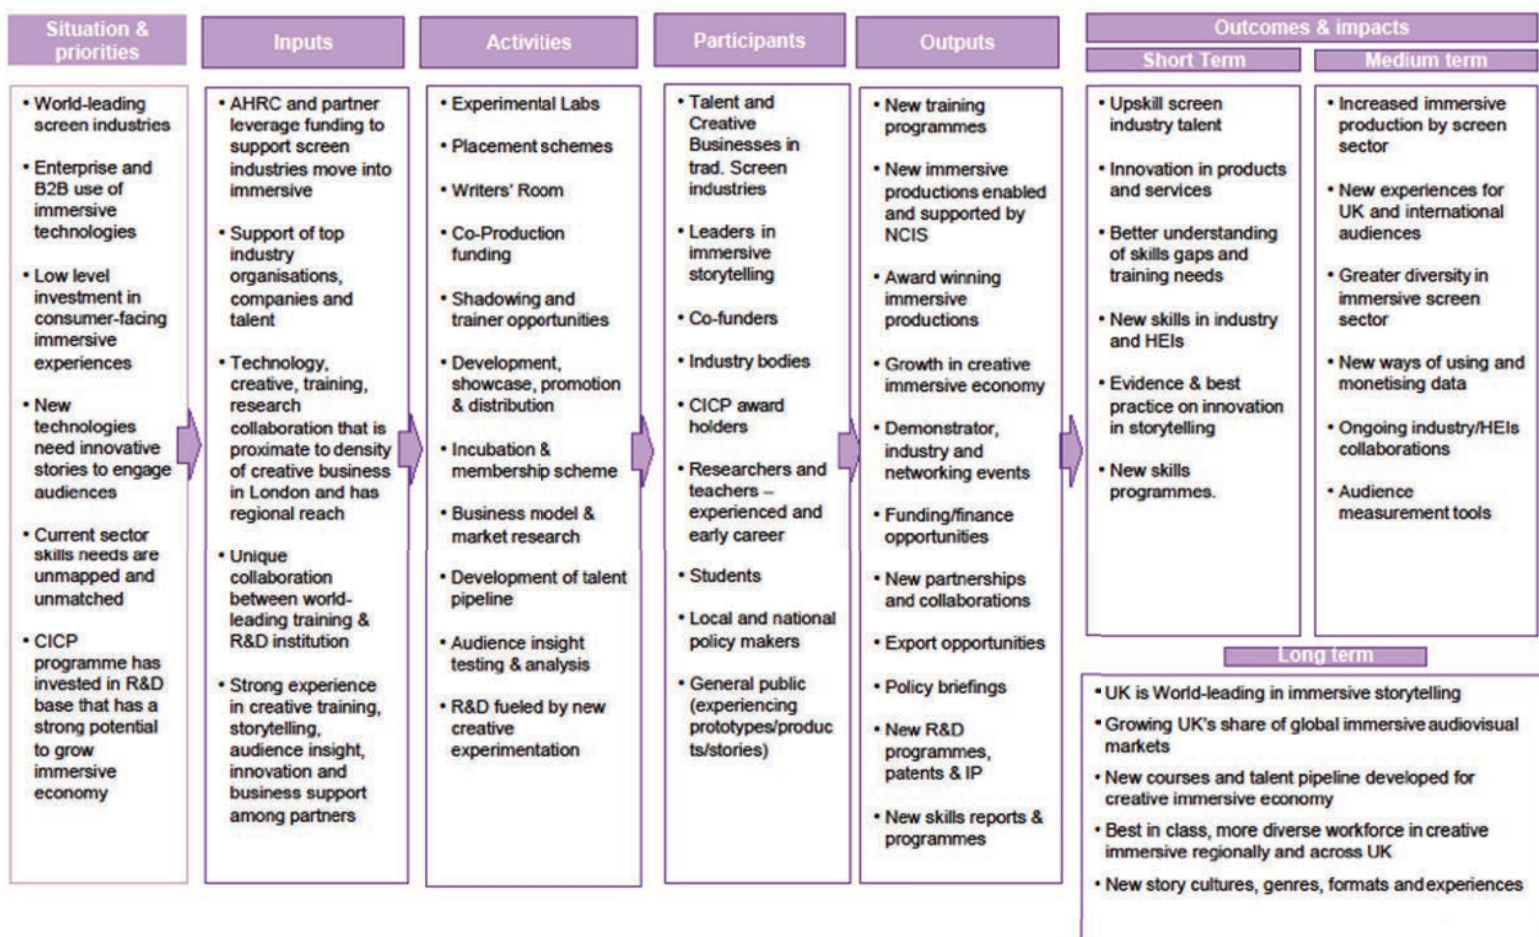 Situation &
priorities
• World-leading
screen industries
• Enterprise and
B2B use of
immersive
technologies
• Low level
investment in
consumer-facing
immersive
experiences
• New
technologies
need innovative
stories to engage
audiences
• Current sector
skills needs are
unmapped and
unmatched
• CICP
programme has
invested in R&D
base that has a
strong potential
to grow
immersive
economy
Inputs
• AHRC and partner
leverage funding to
support screen
industries move into
immersive
• Support of top
industry
organisations,
companies and
talent
• Technology,
creative, training,
research
collaboration that is
proximate to density
of creative business
in London and has
regional reach
• Unique
collaboration
between world-
leading training &
R&D institution
• Strong experience
in creative training,
storytelling,
audience insight,
innovation and
business support
among partners
Activities
• Experimental Labs
• Placement schemes
• Writers' Room
• Co-Production
funding
• Shadowing and
trainer opportunities
• Development,
showcase, promotion
& distribution
• Incubation &
membership scheme
• Business model &
market research
• Development of talent
pipeline
• Audience insight
testing & analysis
• R&D fueled by new
creative
experimentation
Participants
• Talent and
Creative
Businesses in
trad. Screen
industries
• Leaders in
immersive
storytelling
• Co-funders
• Industry bodies
• CICP award
holders
• Researchers and
teachers –
experienced and
early career
• Students
• Local and national
policy makers
• General public
(experiencing
prototypes/produc
ts/stories)
Outputs
• New training
programmes
• New immersive
productions enabled
and supported by
NCIS
• Award winning
immersive
productions
• Growth in creative
immersive economy
• Demonstrator,
industry and
networking events
• Funding/finance
opportunities
• New partnerships
and collaborations
• Export opportunities
• Policy briefings
• New R&D
programmes,
patents & IP
• New skills reports &
programmes
Outcomes & impacts
Short Term
• Upskill screen
industry talent
• Innovation in products
and services
• Better understanding
of skills gaps and
training needs
• New skills in industry
and HEIs
• Evidence & best
practice on innovation
in storytelling
• New skills
programmes.
Medium term
• Increased immersive
production by screen
sector
• New experiences for
UK and international
audiences
• Greater diversity in
immersive screen
sector
• New ways of using and
monetising data
• Ongoing industry/HEIs
collaborations
• Audience
measurement tools
Long term
• UK is World-leading in immersive storytelling
• Growing UK's share of global immersive audiovisual
markets
• New courses and talent pipeline developed for
creative immersive economy
• Best in class, more diverse workforce in creative
immersive regionally and across UK
• New story cultures, genres, formats and experiences